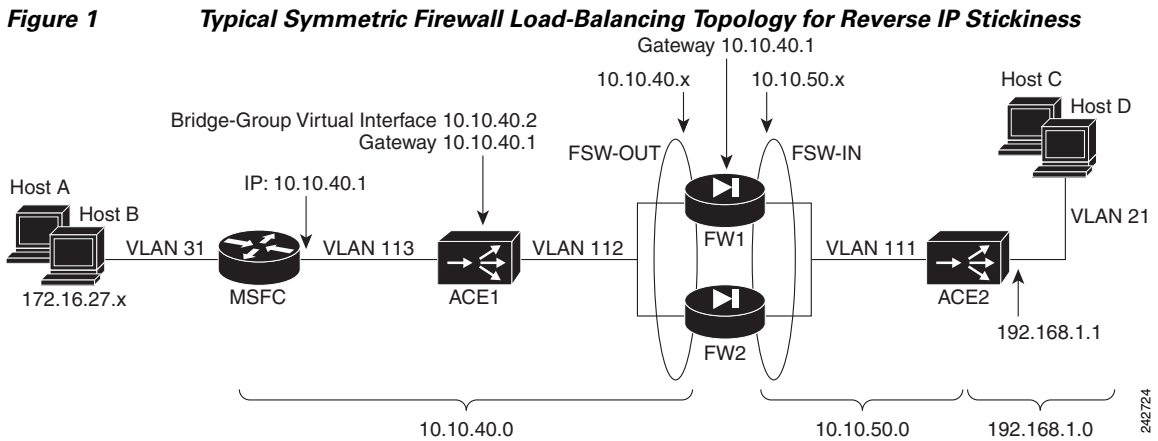 Figure 1 Typical Symmetric Firewall Load-Balancing Topology for Reverse IP Stickiness
Gateway 10.10.40.1
10.10.40.x
10.10.50.x
Host C
Host D
Bridge-Group Virtual Interface 10.10.40.2
Gateway 10.10.40.1
FSW-OUT
FSW-IN
Host A
Host B
IP: 10.10.40.1
VLAN 21
VLAN 31
VLAN 113
VLAN 112
FW1
VLAN 111
172.16.27.x
MSFC
ACE1
ACE2
FW2
192.168.1.1
10.10.40.0
10.10.50.0
192.168.1.0
242724